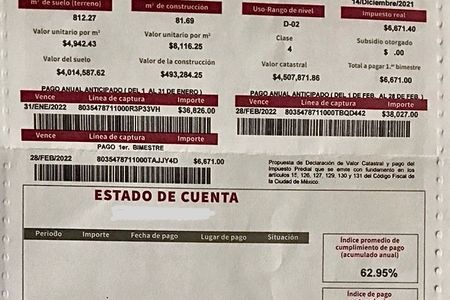 m² de suelo (terreno) m² de construcción Uso-Rango de nivel 14/Diciembre/2021
812.27 81.69 D-02 Impuesto real
Valor unitario por m² Valor unitario por m² Clase $6,671.40
$4,942.43 $8,116.25 4 Subsidio otorgado
Valor del suelo Valor de la construcción Valor catastral $ .00
$4,014,587.62 $493,284.25 $4,507,871.86 Total a pagar 1.er bimestre
$6,671.00
PAGO ANUAL ANTICIPADO ( DEL 1 AL 31 DE ENERO ) PAGO ANUAL ANTICIPADO ( DEL 1 DE FEB. AL 28 DE FEB. )
Vence Línea de captura Importe Vence Línea de captura Importe
31/ENE/2022 8035478711000R3P33VH $36,826.00 28/FEB/2022 8035478711000TBQD442 $38,027.00
PAGO 1er. BIMESTRE
28/FEB/2022 8035478711000TAJJY4D $6,671.00
Propuesta de Declaración de Valor Catastral y pago del
Impuesto Predial que se emite con fundamento en los
artículos 15, 126, 127, 129, 130 y 131 del Código Fiscal de
la Ciudad de México.
ESTADO DE CUENTA
Periodo Importe Fecha de pago Lugar de pago Situación
Índice promedio de
cumplimiento de pago
(acumulado anual)
62.95%
Índice de pago